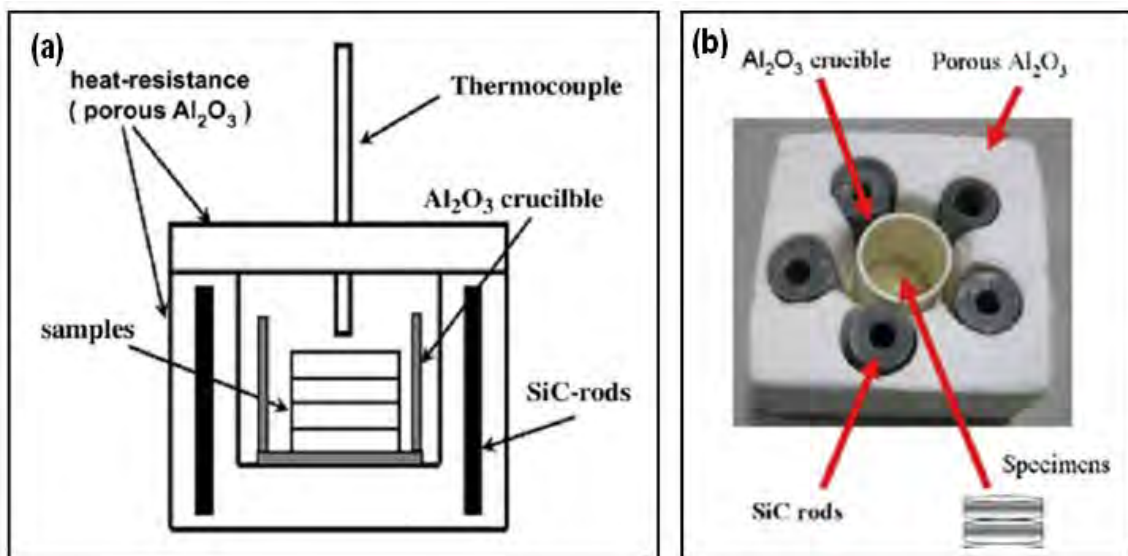 (a)
heat-resistance
( porous Al₂O₃ )
Thermocouple
Al₂O₃ crucilble
samples
SiC-rods
(b)
Al₂O₃ crucible
Porous Al₂O₃
Specimens
SiC rods